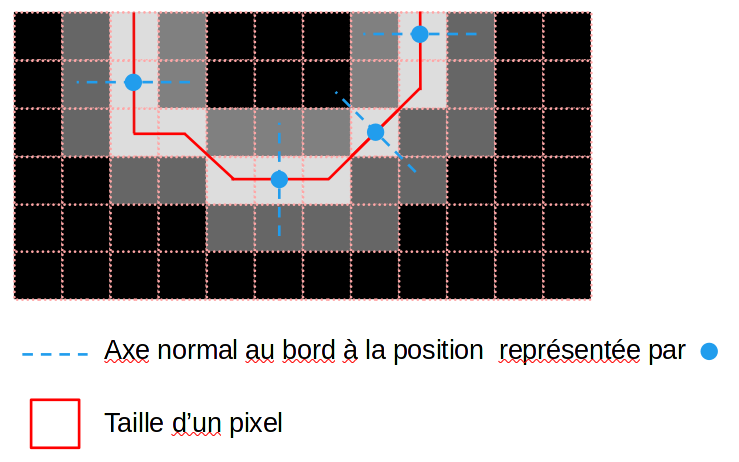 Axe normal au bord à la position représentée par
Taille d’un pixel